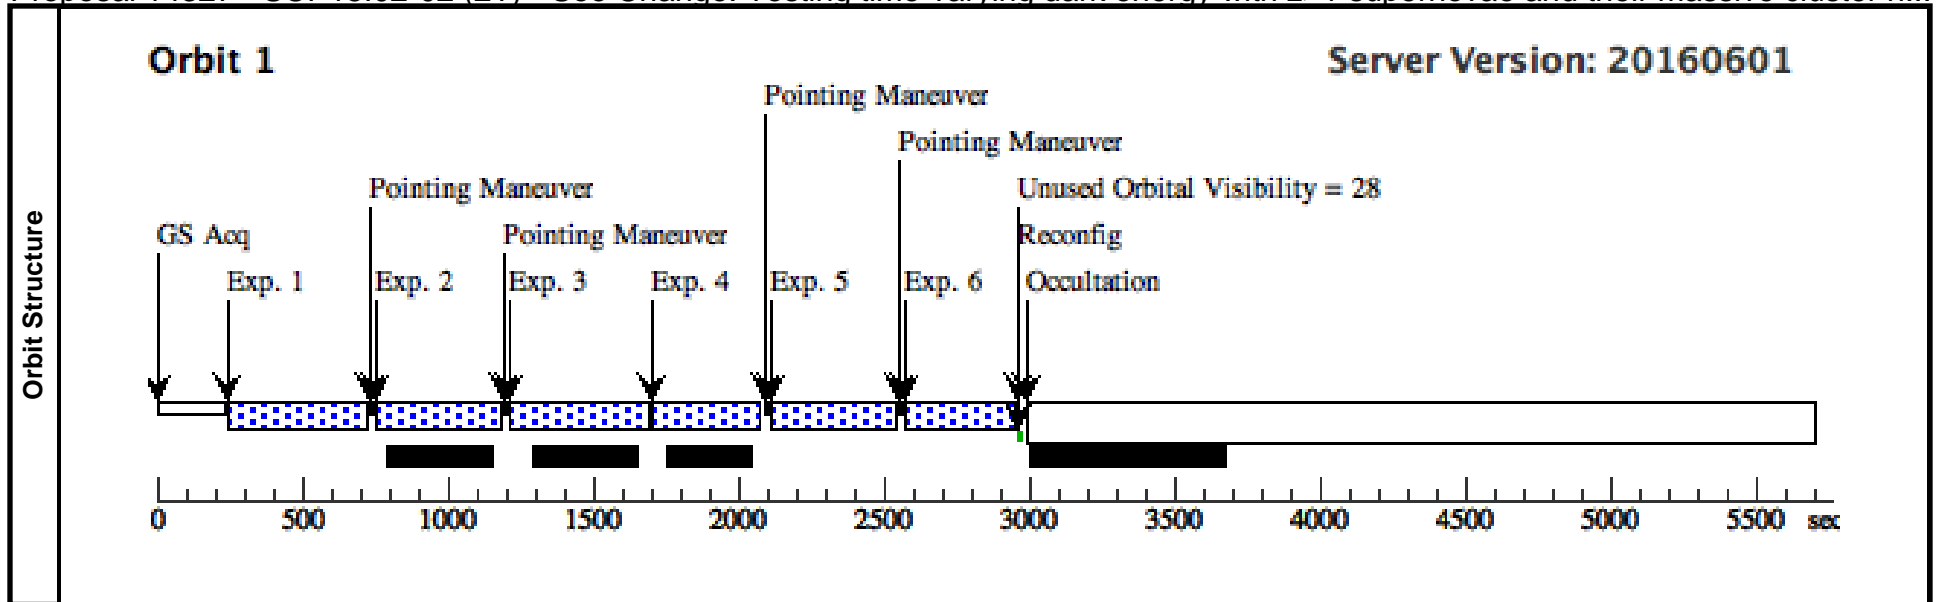 Orbit 1
Server Version: 20160601
Pointing Maneuver
Pointing Maneuver
Pointing Maneuver
Unused Orbital Visibility = 28
GS Acq
Pointing Maneuver
Reconfig
Exp. 1
Exp. 2
Exp. 3
Exp. 4
Exp. 5
Exp. 6
Occultation
Orbit Structure
0 500 1000 1500 2000 2500 3000 3500 4000 4500 5000 5500 sec